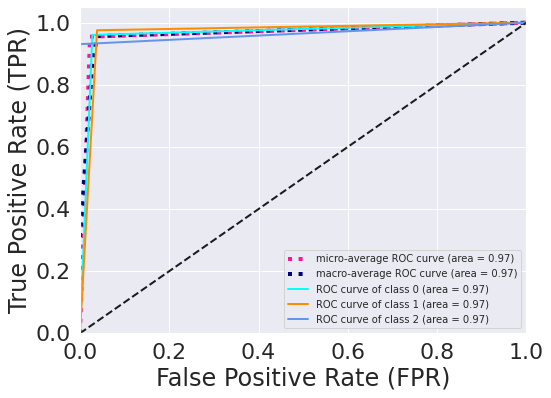 True Positive Rate (TPR)
1.0
0.8
0.6
0.4
0.2
0.0
micro-average ROC curve (area = 0.97)
macro-average ROC curve (area = 0.97)
ROC curve of class 0 (area = 0.97)
ROC curve of class 1 (area = 0.97)
ROC curve of class 2 (area = 0.97)
0.0 0.2 0.4 0.6 0.8 1.0
False Positive Rate (FPR)